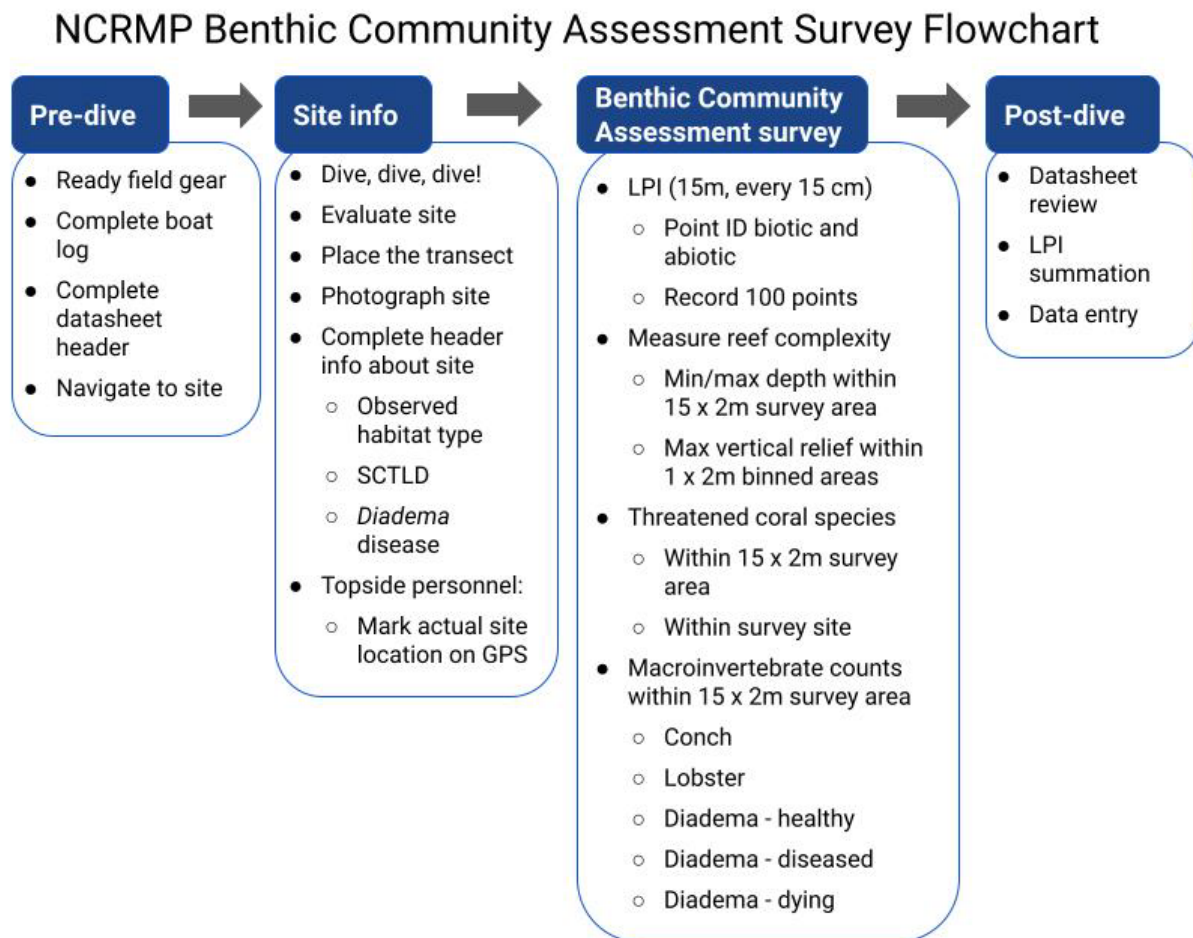 NCRMP Benthic Community Assessment Survey Flowchart
Pre-dive
● Ready field gear
● Complete boat
log
● Complete
datasheet
header
● Navigate to site
Site info
● Dive, dive, dive!
● Evaluate site
● Place the transect
● Photograph site
● Complete header
info about site
○ Observed
habitat type
○ SCTLD
○ Diadema
disease
● Topside personnel:
○ Mark actual site
location on GPS
Benthic Community
Assessment survey
● LPI (15m, every 15 cm)
○ Point ID biotic and
abiotic
○ Record 100 points
● Measure reef complexity
○ Min/max depth within
15 x 2m survey area
○ Max vertical relief within
1 x 2m binned areas
● Threatened coral species
○ Within 15 x 2m survey
area
○ Within survey site
● Macroinvertebrate counts
within 15 x 2m survey area
○ Conch
○ Lobster
○ Diadema - healthy
○ Diadema - diseased
○ Diadema - dying
Post-dive
● Datasheet
review
● LPI
summation
● Data entry